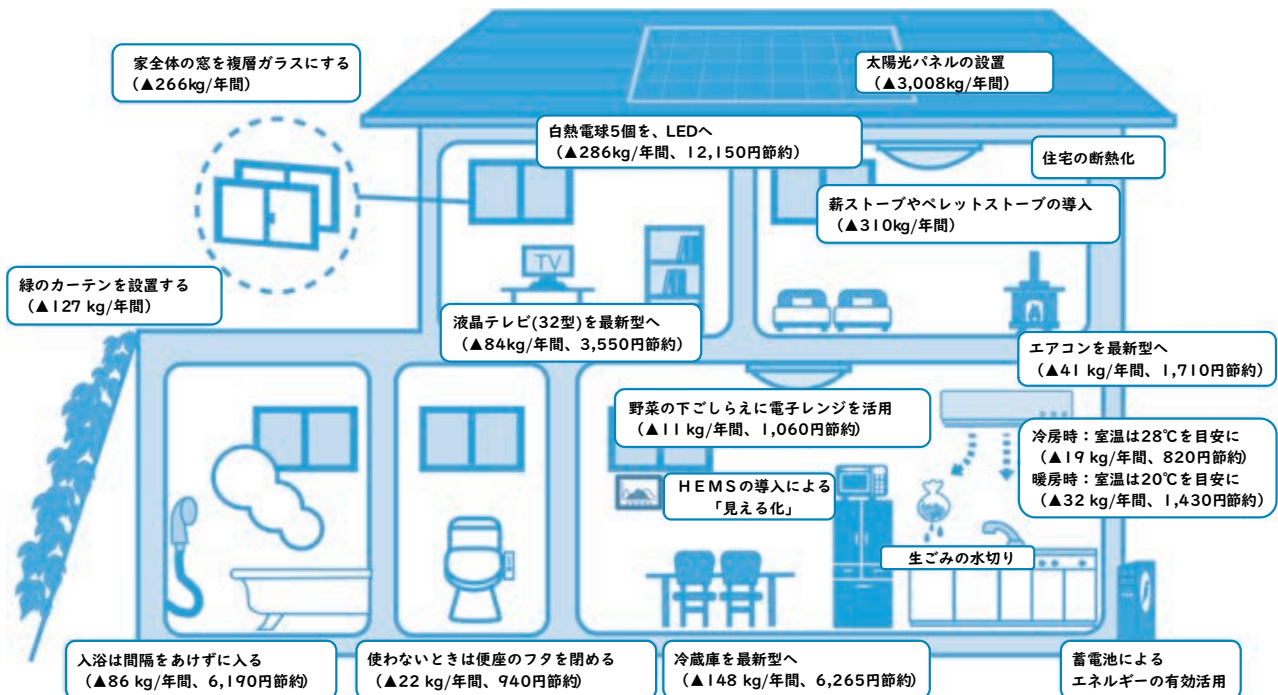 家全体の窓を複層ガラスにする
(▲266kg/年間)
太陽光パネルの設置
(▲3,008kg/年間)
白熱電球5個を、LEDへ
(▲286kg/年間、12,150円節約)
住宅の断熱化
薪ストーブやペレットストーブの導入
(▲310kg/年間)
緑のカーテンを設置する
(▲127 kg/年間)
TV
液晶テレビ(32型)を最新型へ
(▲84kg/年間、3,550円節約)
エアコンを最新型へ
(▲41 kg/年間、1,710円節約)
野菜の下ごしらえに電子レンジを活用
(▲11 kg/年間、1,060円節約)
冷房時：室温は28℃を目安に
(▲19 kg/年間、820円節約)
暖房時：室温は20℃を目安に
(▲32 kg/年間、1,430円節約)
HEMSの導入による
「見える化」
生ごみの水切り
入浴は間隔をあけずに入る
(▲86 kg/年間、6,190円節約)
使わないときは便座のフタを閉める
(▲22 kg/年間、940円節約)
冷蔵庫を最新型へ
(▲148 kg/年間、6,265円節約)
蓄電池による
エネルギーの有効活用